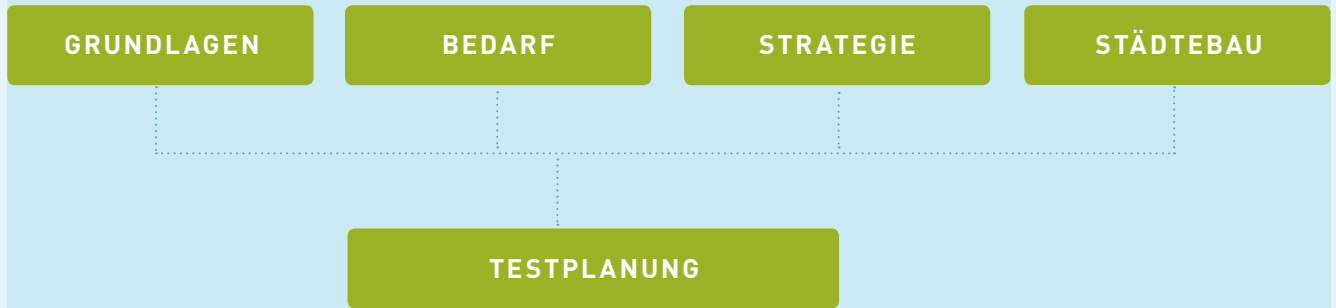 GRUNDLAGEN
BEDARF
STRATEGIE
STÄDTEBAU
TESTPLANUNG